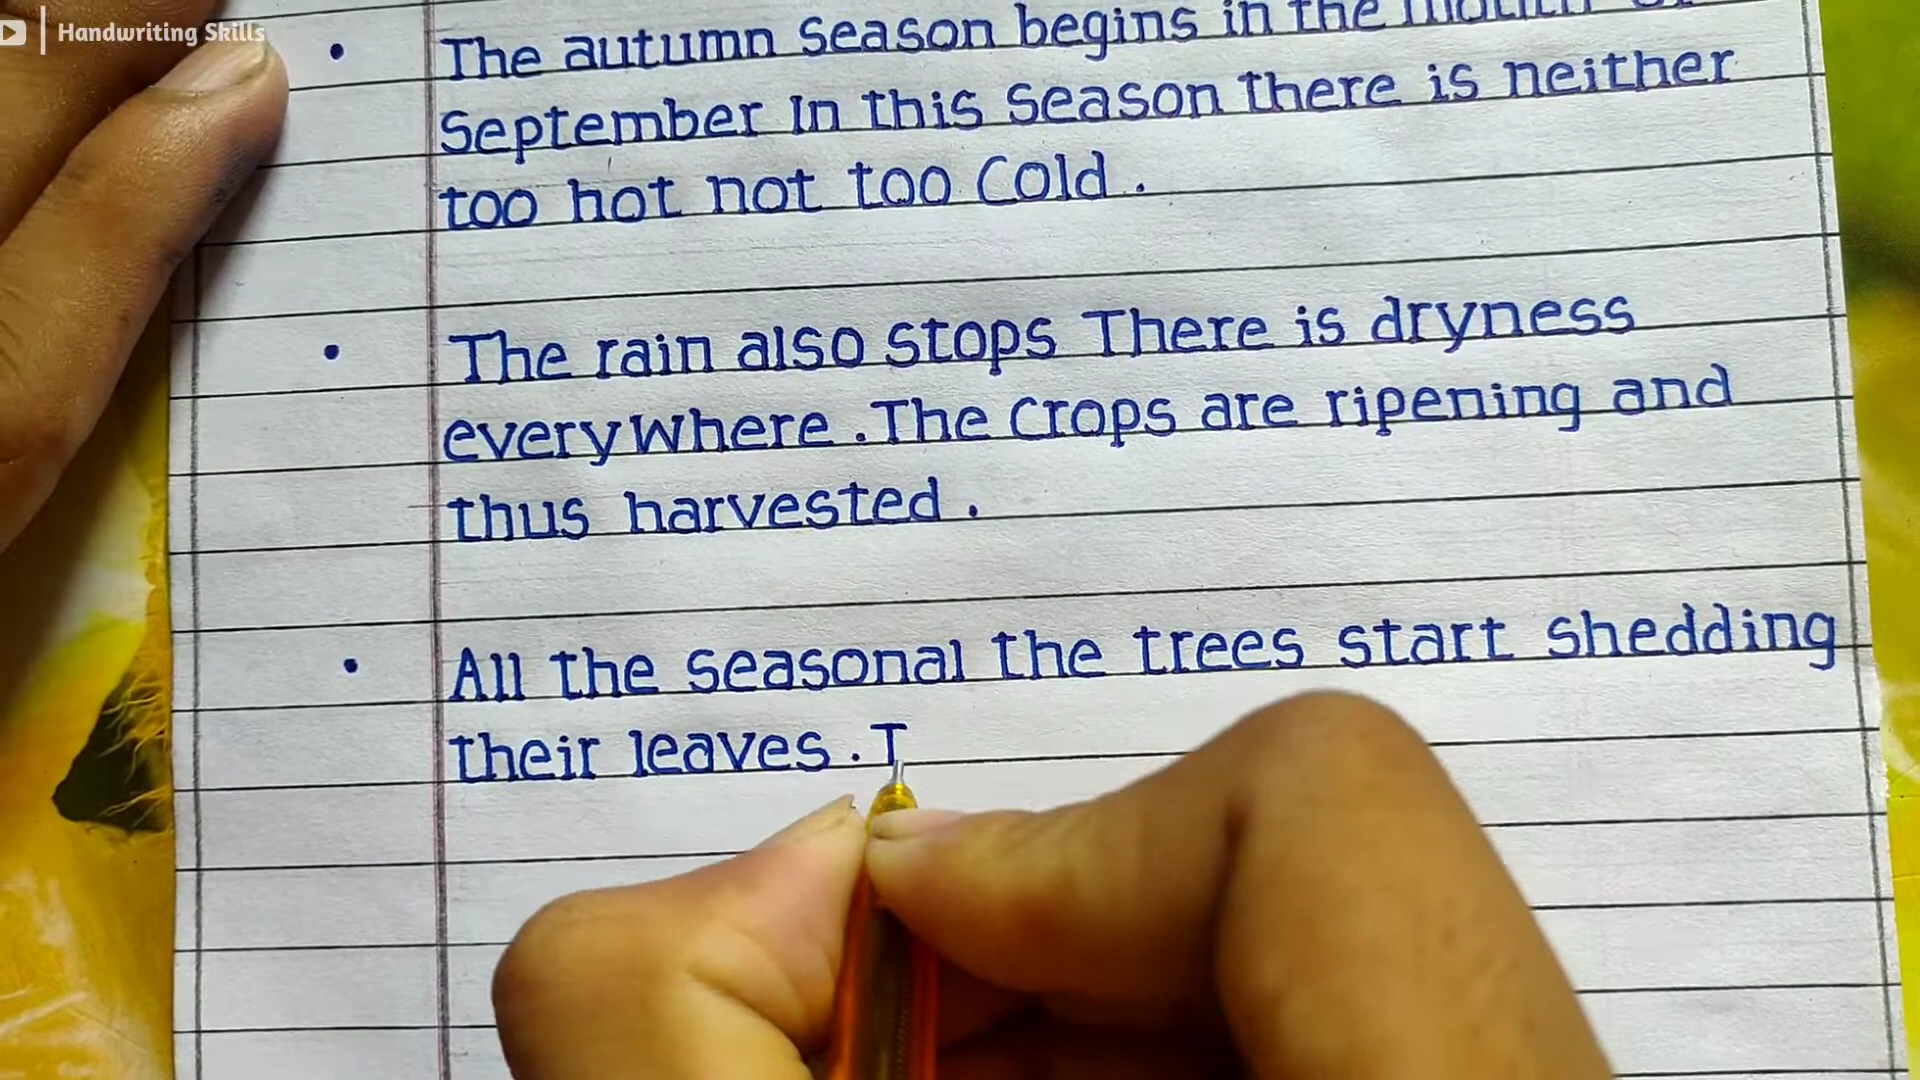 Handwriting Skills
• The autumn season begins in the month of
September In this season there is neither
too hot not too Cold .
• The rain also stops There is dryness
everywhere . The Crops are ripening and
thus harvested .
• All the seasonal the trees start shedding
their leaves . T